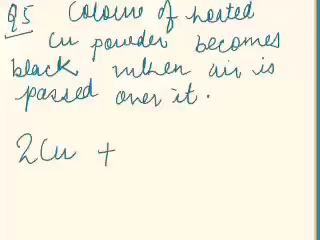 Q5 Colour of heated
Cu powder becomes
black when air is
passed over it.
2Cu +